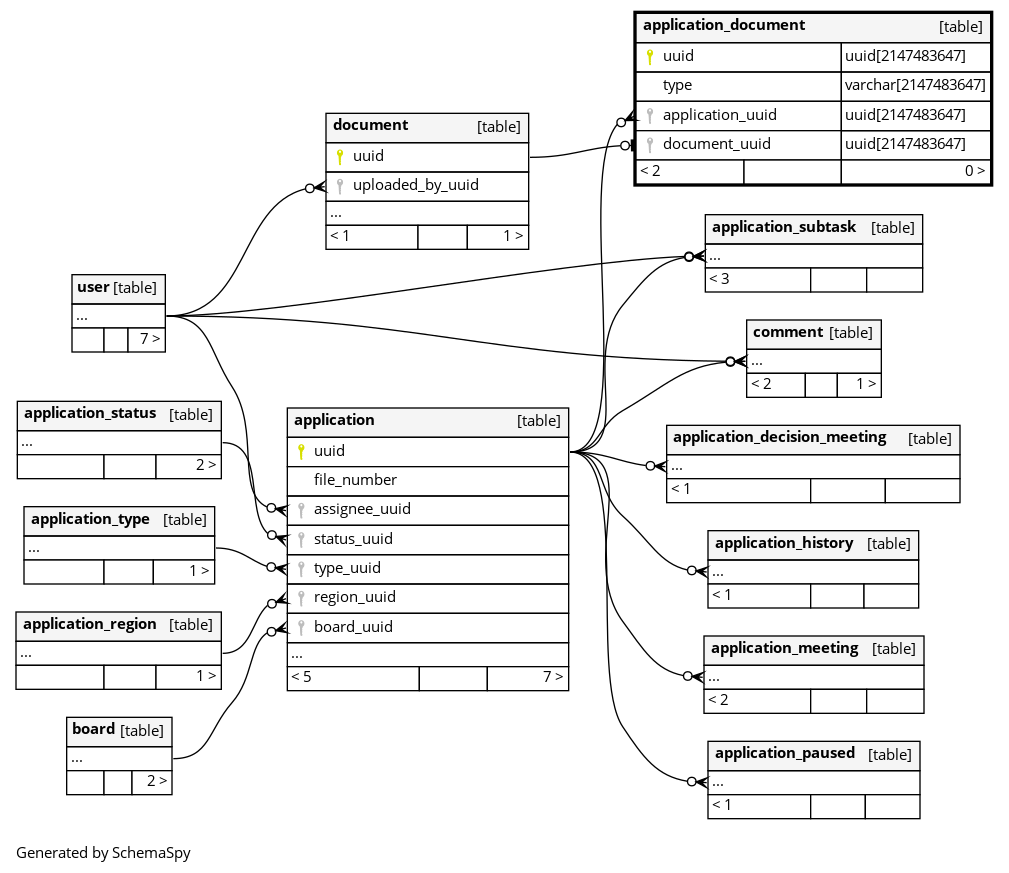 application_document [table]
uuid uuid[2147483647]
type varchar[2147483647]
application_uuid uuid[2147483647]
document_uuid uuid[2147483647]
< 2 0 >
document [table]
uuid
uploaded_by_uuid
...
< 1 1 >
application_subtask [table]
...
< 3
user [table]
...
7 >
comment [table]
...
< 2 1 >
application_status [table]
...
2 >
application [table]
uuid
file_number
assignee_uuid
status_uuid
type_uuid
region_uuid
board_uuid
...
< 5 7 >
application_decision_meeting [table]
...
< 1
application_type [table]
...
1 >
application_history [table]
...
< 1
application_region [table]
...
1 >
application_meeting [table]
...
< 2
board [table]
...
2 >
application_paused [table]
...
< 1
Generated by SchemaSpy